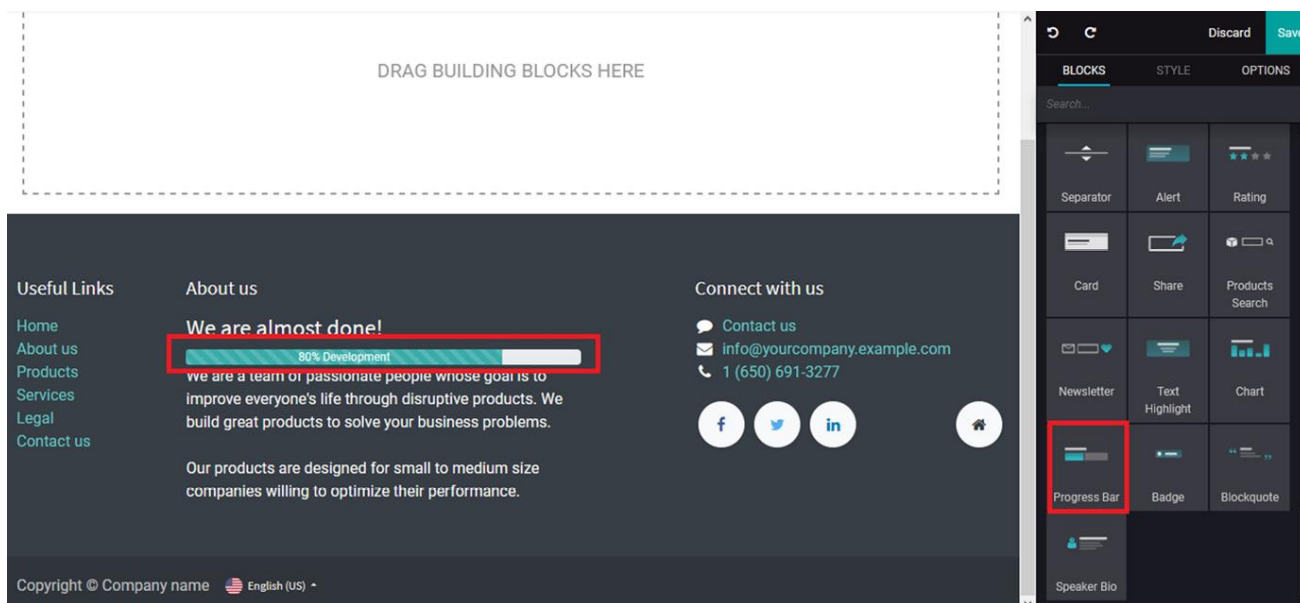 DRAG BUILDING BLOCKS HERE
Useful Links
Home
About us
Products
Services
Legal
Contact us
About us
We are almost done!
80% Development
We are a team of passionate people whose goal is to
improve everyone's life through disruptive products. We
build great products to solve your business problems.
Our products are designed for small to medium size
companies willing to optimize their performance.
Connect with us
Contact us
info@yourcompany.example.com
1 (650) 691-3277
f
in
Copyright © Company name
English (US)
Discard
Save
BLOCKS
STYLE
OPTIONS
Search...
Separator
Alert
Rating
Card
Share
Products
Search
Newsletter
Text
Highlight
Chart
Progress Bar
Badge
Blockquote
Speaker Bio